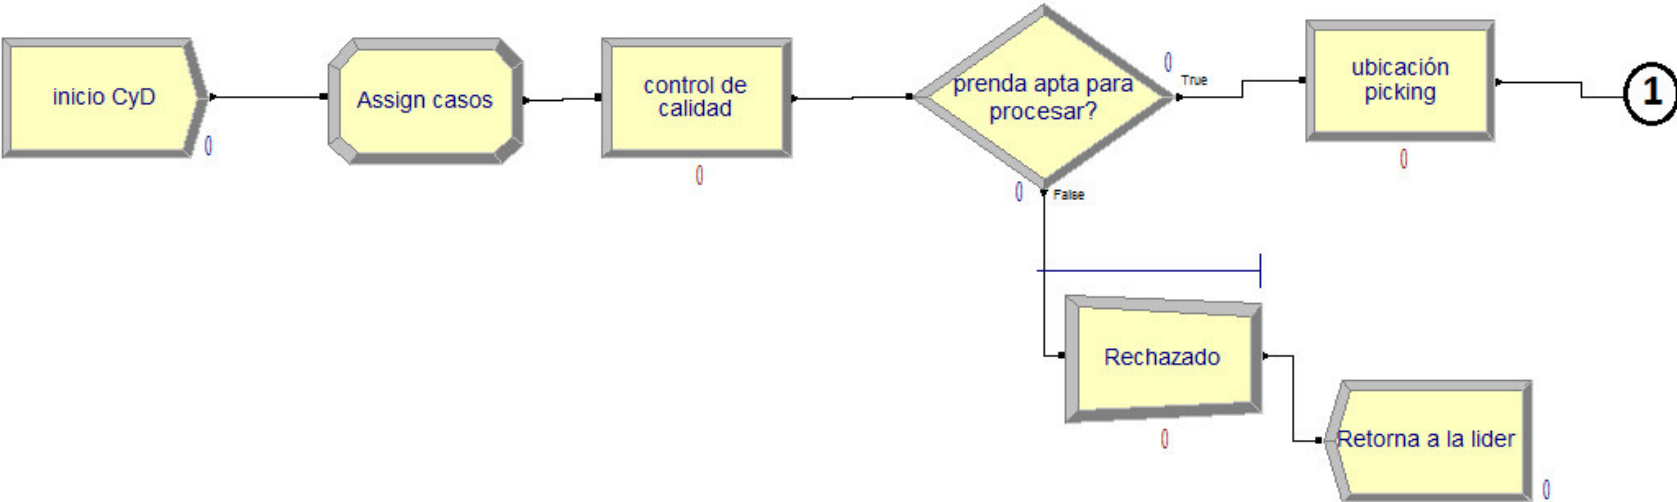 inicio CyD
0
Assign casos
control de
calidad
0
prenda apta para
procesar?
0
True
0
False
ubicación
picking
0
1
Rechazado
0
Retorna a la lider
0